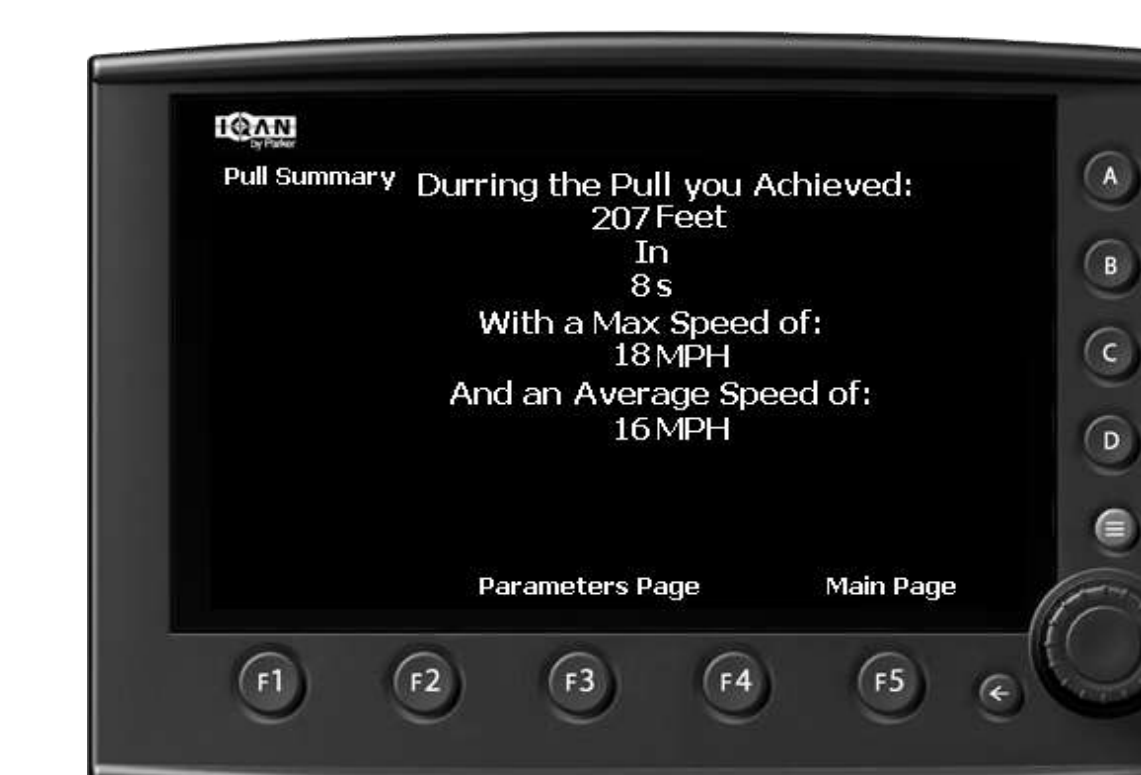 IQAN
by Parker
Pull Summary
Durring the Pull you Achieved:
207 Feet
In
8 s
With a Max Speed of:
18 MPH
And an Average Speed of:
16 MPH
Parameters Page
Main Page
A
B
C
D
F1
F2
F3
F4
F5